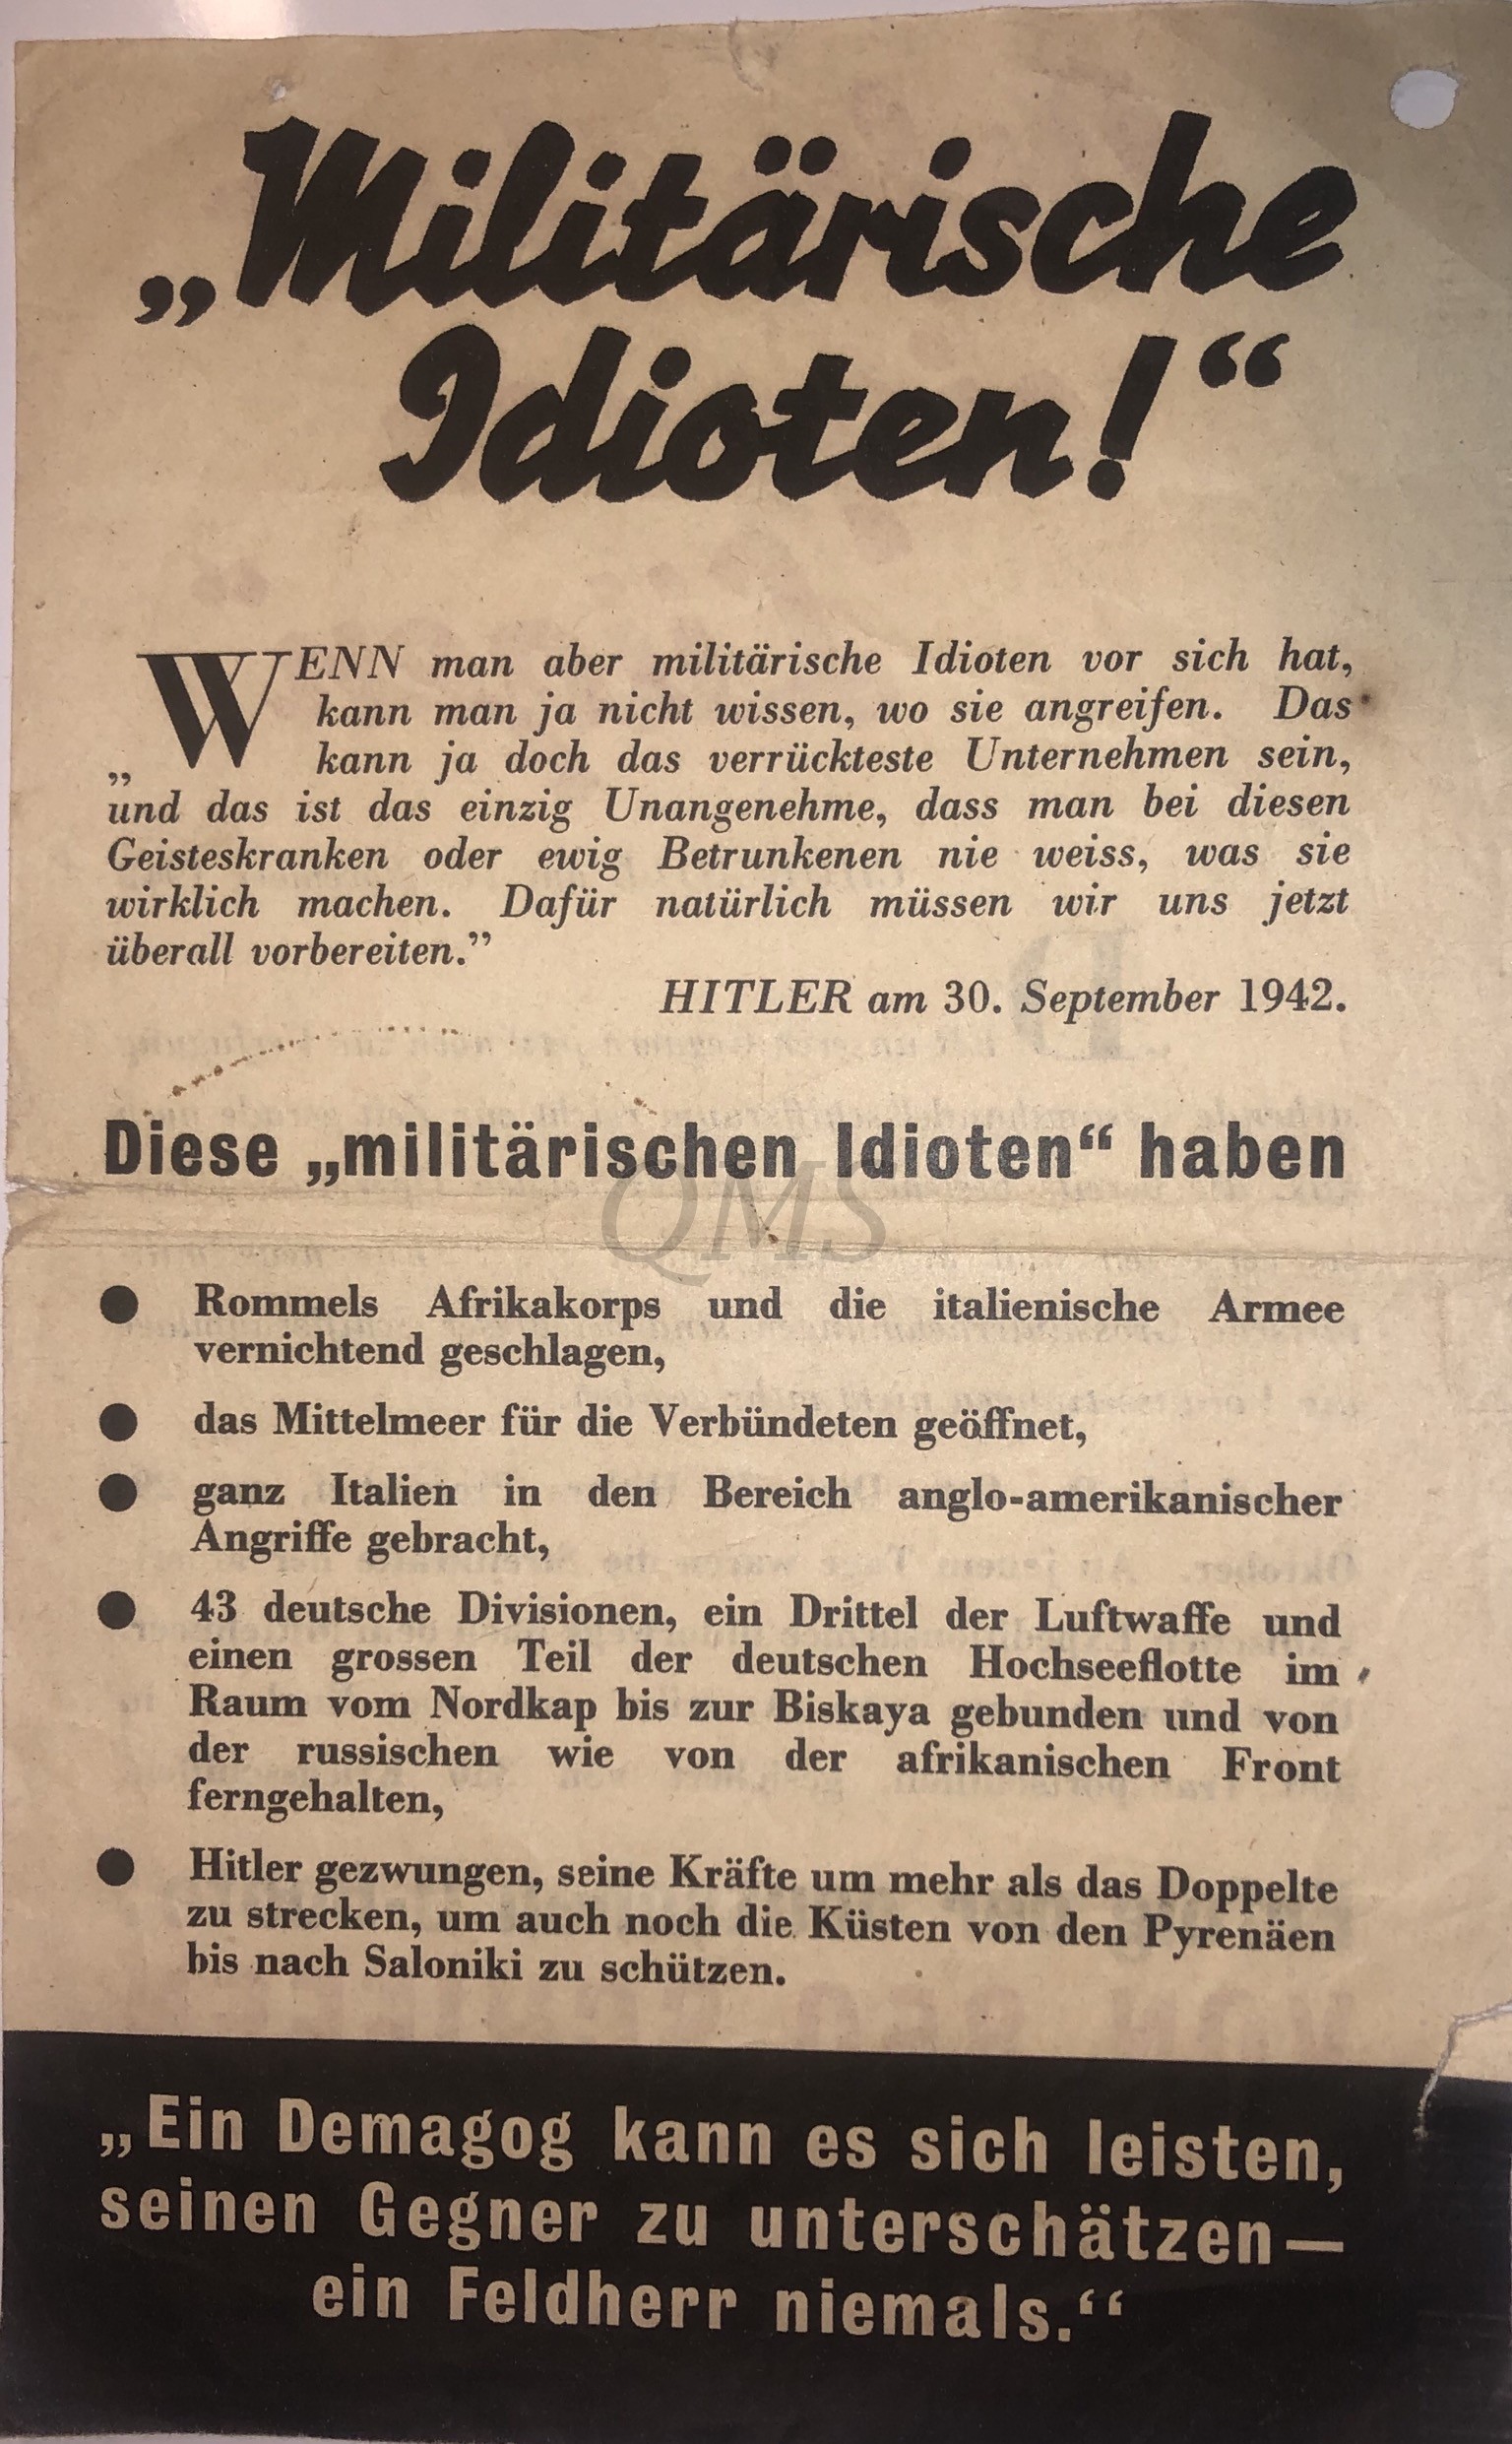 „Militärische
Idioten!“
„WENN man aber militärische Idioten vor sich hat,
kann man ja nicht wissen, wo sie angreifen. Das
kann ja doch das verrückteste Unternehmen sein,
und das ist das einzig Unangenehme, dass man bei diesen
Geisteskranken oder ewig Betrunkenen nie weiss, was sie
wirklich machen. Dafür natürlich müssen wir uns jetzt
überall vorbereiten.”
HITLER am 30. September 1942.
Diese „militärischen Idioten“ haben
QMS
● Rommels Afrikakorps und die italienische Armee
vernichtend geschlagen,
● das Mittelmeer für die Verbündeten geöffnet,
● ganz Italien in den Bereich anglo-amerikanischer
Angriffe gebracht,
● 43 deutsche Divisionen, ein Drittel der Luftwaffe und
einen grossen Teil der deutschen Hochseeflotte im
Raum vom Nordkap bis zur Biskaya gebunden und von
der russischen wie von der afrikanischen Front
ferngehalten,
● Hitler gezwungen, seine Kräfte um mehr als das Doppelte
zu strecken, um auch noch die Küsten von den Pyrenäen
bis nach Saloniki zu schützen.
„Ein Demagog kann es sich leisten,
seinen Gegner zu unterschätzen—
ein Feldherr niemals.“